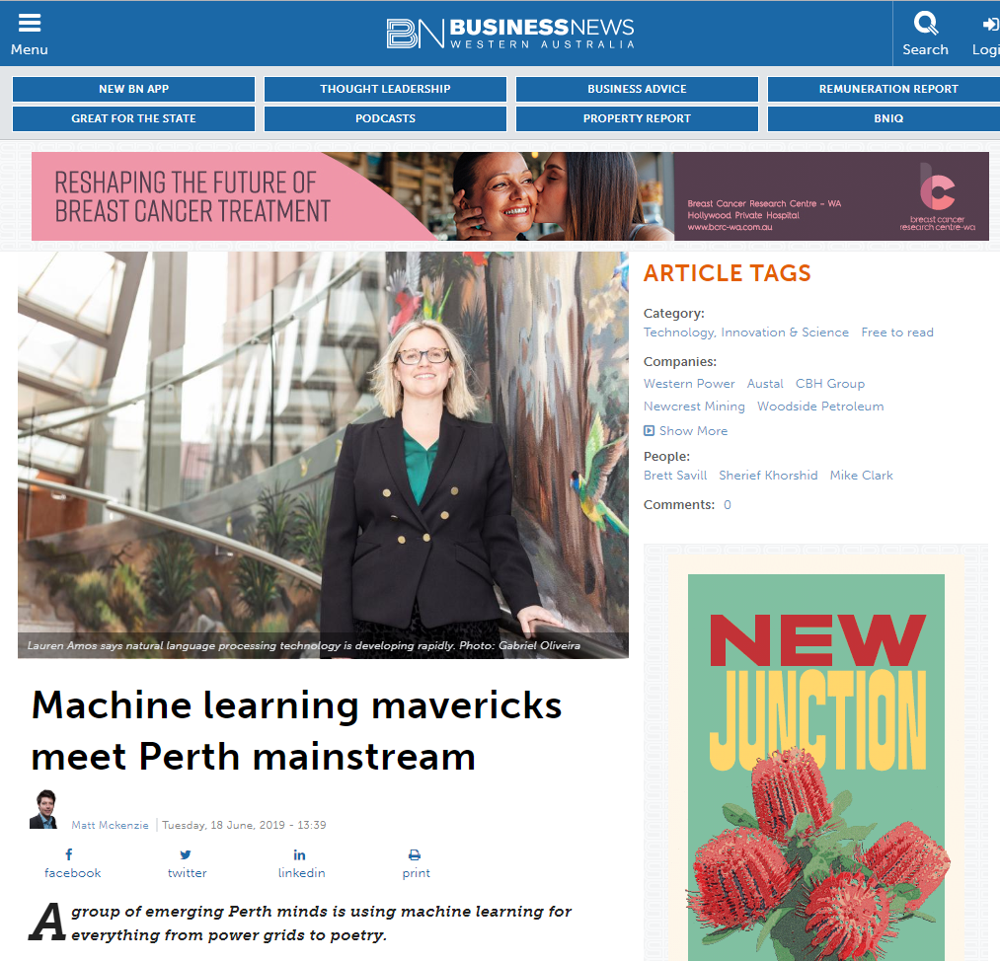 Menu
BN BUSINESSNEWS
WESTERN AUSTRALIA
Search
Logi
NEW BN APP
THOUGHT LEADERSHIP
BUSINESS ADVICE
REMUNERATION REPORT
GREAT FOR THE STATE
PODCASTS
PROPERTY REPORT
BNIQ
RESHAPING THE FUTURE OF
BREAST CANCER TREATMENT
Breast Cancer Research Centre - WA
Hollywood Private Hospital
www.bcrc-wa.com.au
bc
breast cancer
research centre-wa
Lauren Amos says natural language processing technology is developing rapidly. Photo: Gabriel Oliveira
Machine learning mavericks
meet Perth mainstream
Matt Mckenzie | Tuesday, 18 June, 2019 - 13:39
facebook
twitter
linkedin
print
A group of emerging Perth minds is using machine learning for
everything from power grids to poetry.
ARTICLE TAGS
Category:
Technology, Innovation & Science Free to read
Companies:
Western Power Austal CBH Group
Newcrest Mining Woodside Petroleum
Show More
People:
Brett Savill Sherief Khorshid Mike Clark
Comments: 0
NEW
JUNCTION